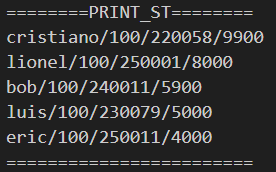 ========PRINT_ST========
cristiano/100/220058/9900
lionel/100/250001/8000
bob/100/240011/5900
luis/100/230079/5000
eric/100/250011/4000
========================